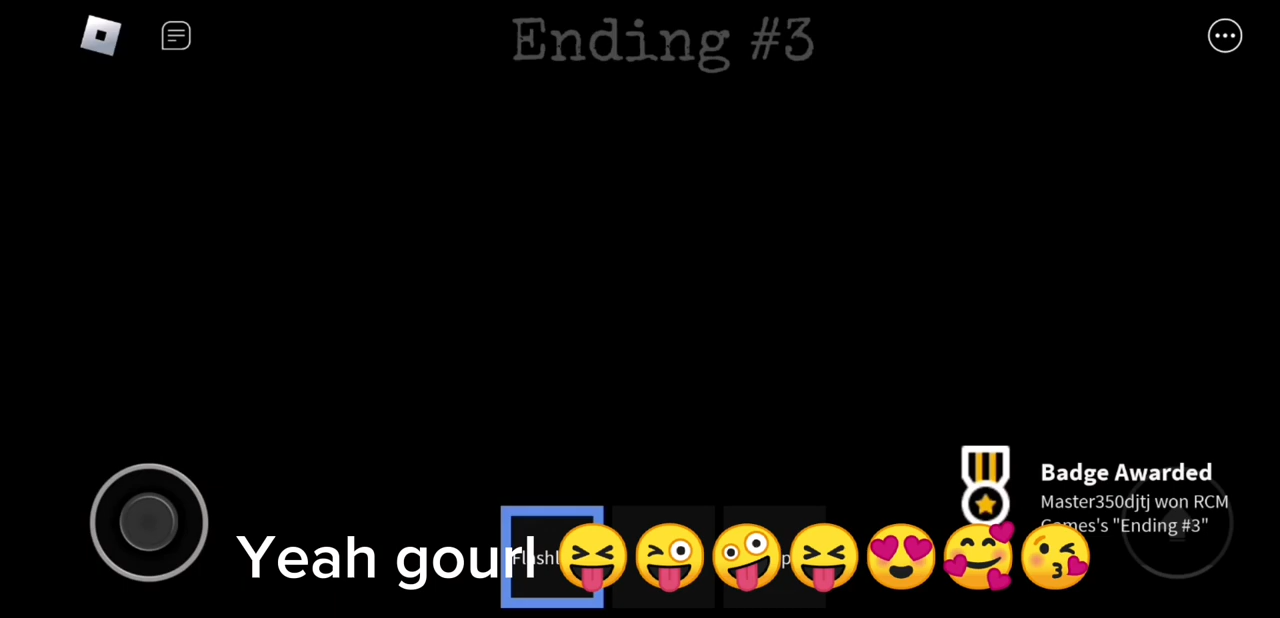 Ending #3
Badge Awarded
Master350djtj won RCM
Games's "Ending #3"
Yeah gourl 😝😜🤪😝😍🥰😘